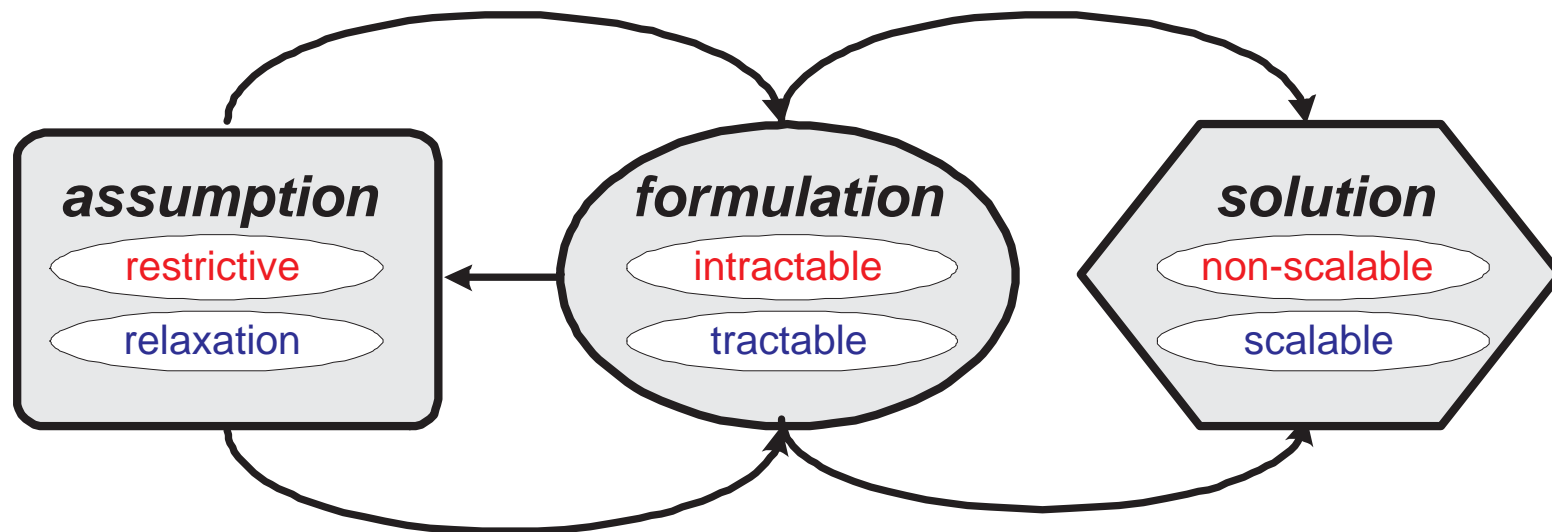 assumption
restrictive
relaxation
formulation
intractable
tractable
solution
non-scalable
scalable